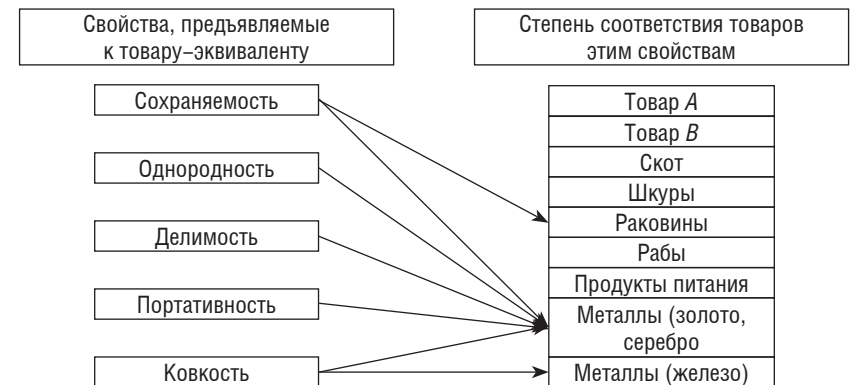 Свойства, предъявляемые
к товару–эквиваленту
Степень соответствия товаров
этим свойствам
Сохраняемость
Однородность
Делимость
Портативность
Ковкость
Товар A
Товар B
Скот
Шкуры
Раковины
Рабы
Продукты питания
Металлы (золото,
серебро
Металлы (железо)